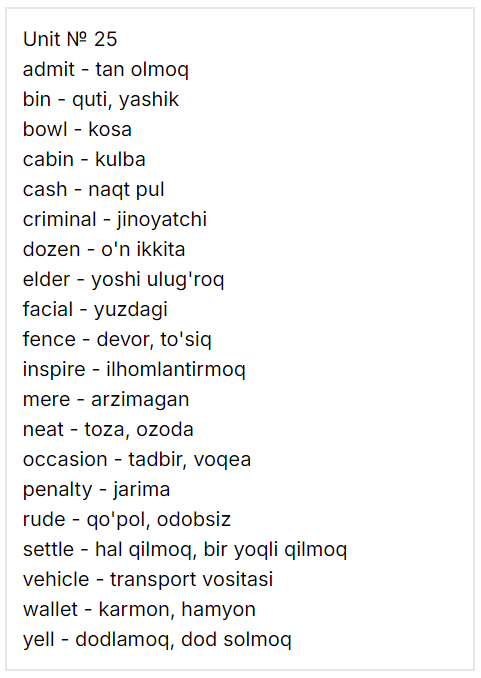 Unit № 25
admit - tan olmoq
bin - quti, yashik
bowl - kosa
cabin - kulba
cash - naqt pul
criminal - jinoyatchi
dozen - o'n ikkita
elder - yoshi ulug'roq
facial - yuzdagi
fence - devor, to'siq
inspire - ilhomlantirmoq
mere - arzimagan
neat - toza, ozoda
occasion - tadbir, voqea
penalty - jarima
rude - qo'pol, odobsiz
settle - hal qilmoq, bir yoqli qilmoq
vehicle - transport vositasi
wallet - karmon, hamyon
yell - dodlamoq, dod solmoq